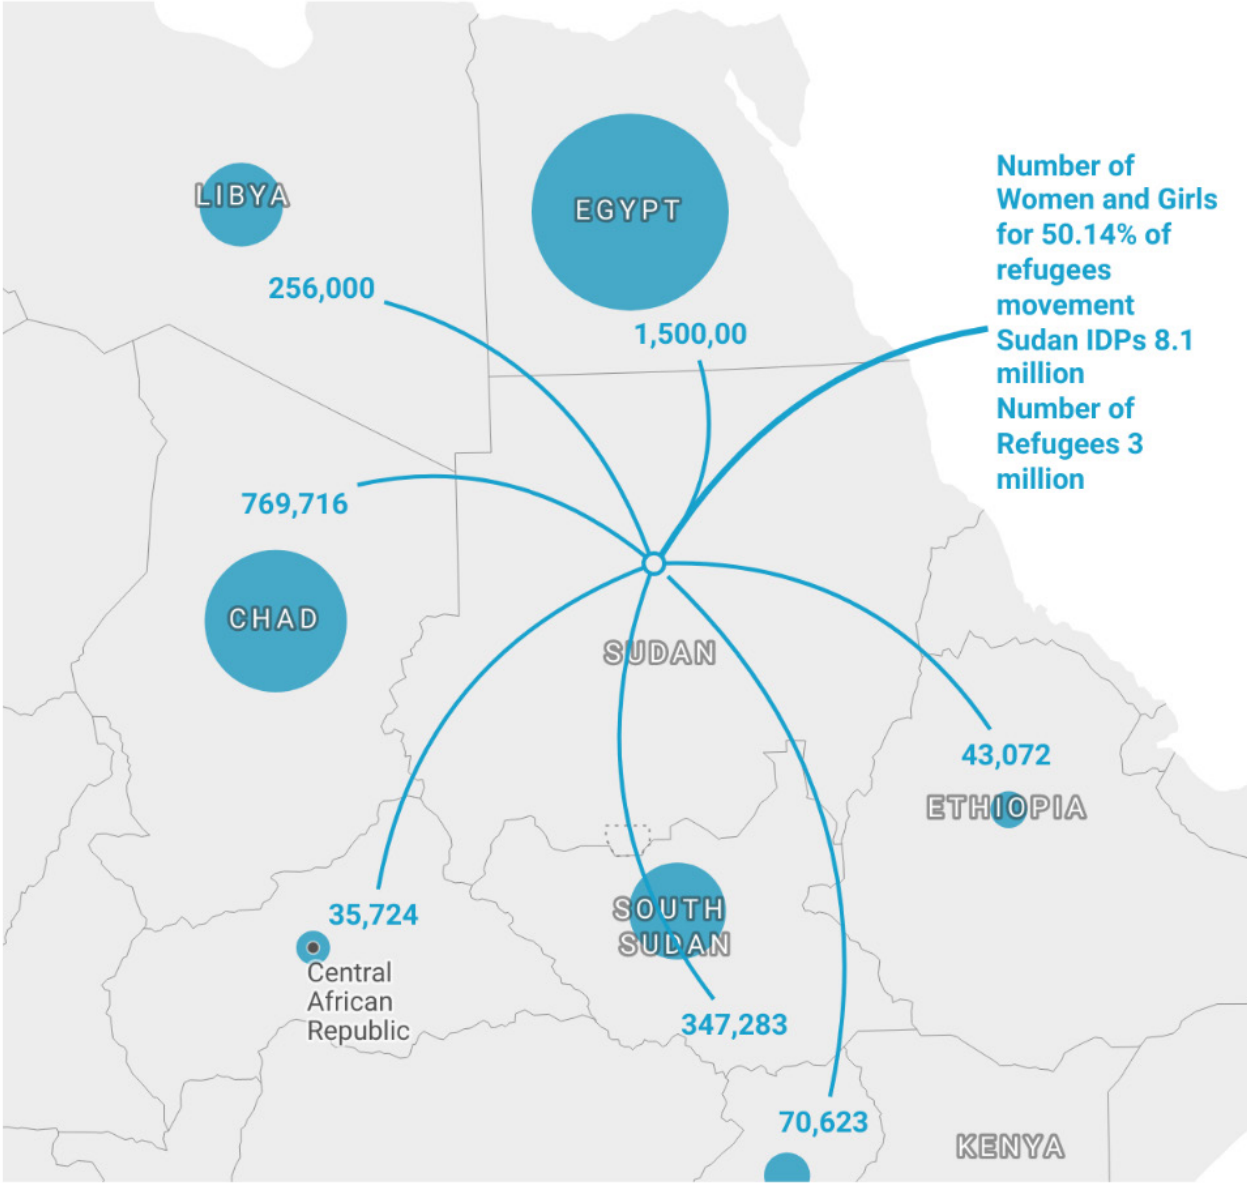 Number of
Women and Girls
for 50.14% of
refugees
movement
Sudan IDPs 8.1
million
Number of
Refugees 3
million
LIBYA
256,000
EGYPT
1,500,00
769,716
CHAD
SUDAN
43,072
ETHIOPIA
35,724
Central
African
Republic
SOUTH
SUDAN
347,283
70,623
KENYA